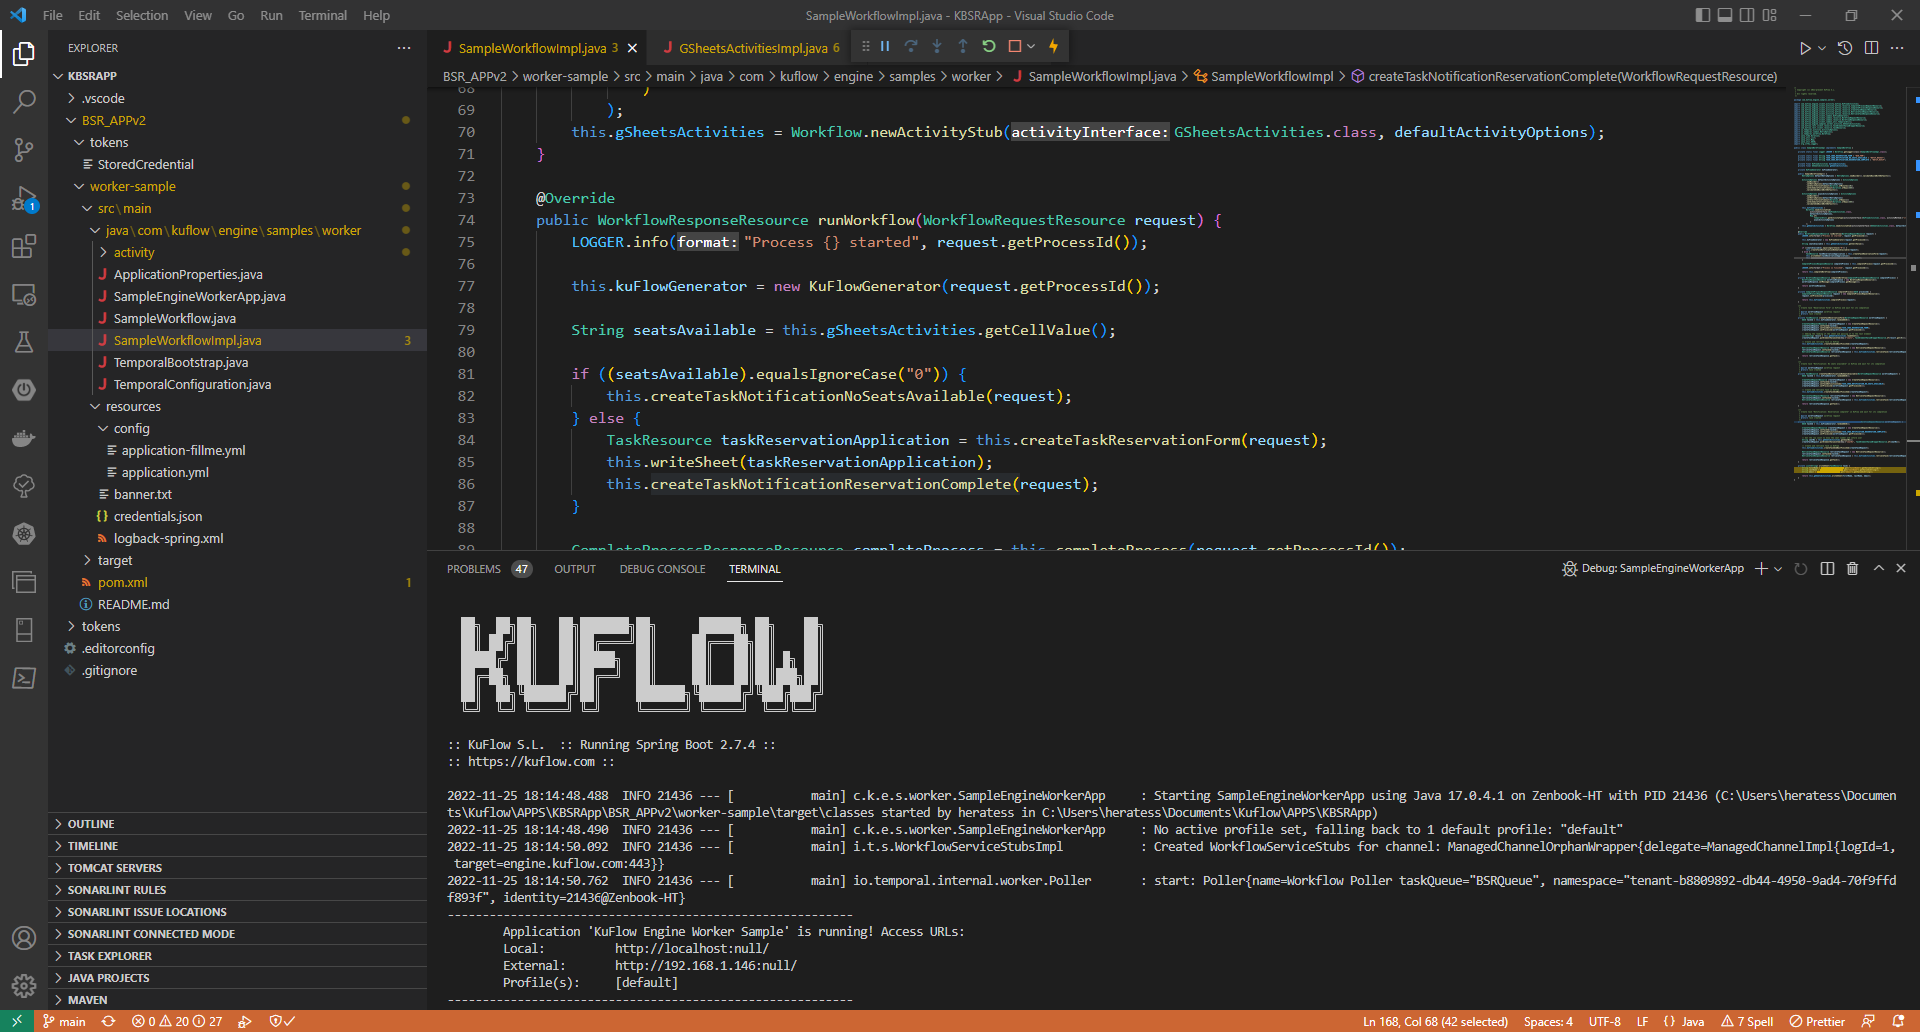 File Edit Selection View Go Run Terminal Help
SampleWorkflowImpl.java - KBSRApp - Visual Studio Code
EXPLORER
KBSRAPP
.vscode
BSR_APPv2
tokens
StoredCredential
worker-sample
src\main
java\com\kuflow\engine\samples\worker
activity
ApplicationProperties.java
SampleEngineWorkerApp.java
SampleWorkflow.java
SampleWorkflowImpl.java 3
TemporalBootstrap.java
TemporalConfiguration.java
resources
config
application-fillme.yml
application.yml
banner.txt
credentials.json
logback-spring.xml
target
pom.xml 1
README.md
tokens
.editorconfig
.gitignore
OUTLINE
TIMELINE
TOMCAT SERVERS
SONARLINT RULES
SONARLINT ISSUE LOCATIONS
SONARLINT CONNECTED MODE
TASK EXPLORER
JAVA PROJECTS
MAVEN
1
SampleWorkflowImpl.java 3
GSheetsActivitiesImpl.java 6
BSR_APPv2 > worker-sample > src > main > java > com > kuflow > engine > samples > worker > SampleWorkflowImpl.java > SampleWorkflowImpl > createTaskNotificationReservationComplete(WorkflowRequestResource)
68 )
69 );
70 this.gSheetsActivities = Workflow.newActivityStub(activityInterface: GSheetsActivities.class, defaultActivityOptions);
71 }
72
73 @Override
74 public WorkflowResponseResource runWorkflow(WorkflowRequestResource request) {
75 LOGGER.info(format: "Process {} started", request.getProcessId());
76
77 this.kuFlowGenerator = new KuFlowGenerator(request.getProcessId());
78
79 String seatsAvailable = this.gSheetsActivities.getCellValue();
80
81 if ((seatsAvailable).equalsIgnoreCase("0")) {
82 this.createTaskNotificationNoSeatsAvailable(request);
83 } else {
84 TaskResource taskReservationApplication = this.createTaskReservationForm(request);
85 this.writeSheet(taskReservationApplication);
86 this.createTaskNotificationReservationComplete(request);
87 }
88
89 CompleteProcessResponseResource completeProcess = this.completeProcess(request.getProcessId());
PROBLEMS 47 OUTPUT DEBUG CONSOLE TERMINAL
Debug: SampleEngineWorkerApp
KUFLOW
:: KuFlow S.L. :: Running Spring Boot 2.7.4 ::
:: https://kuflow.com ::
2022-11-25 18:14:48.488 INFO 21436 --- [ main] c.k.e.s.worker.SampleEngineWorkerApp : Starting SampleEngineWorkerApp using Java 17.0.4.1 on Zenbook-HT with PID 21436 (C:\Users\heratess\Documen
ts\Kuflow\APPS\KBSRApp\BSR_APPv2\worker-sample\target\classes started by heratess in C:\Users\heratess\Documents\Kuflow\APPS\KBSRApp)
2022-11-25 18:14:48.490 INFO 21436 --- [ main] c.k.e.s.worker.SampleEngineWorkerApp : No active profile set, falling back to 1 default profile: "default"
2022-11-25 18:14:50.092 INFO 21436 --- [ main] i.t.s.WorkflowServiceStubsImpl : Created WorkflowServiceStubs for channel: ManagedChannelOrphanWrapper{delegate=ManagedChannelImpl{logId=1,
target=engine.kuflow.com:443}}
2022-11-25 18:14:50.762 INFO 21436 --- [ main] io.temporal.internal.worker.Poller : start: Poller{name=Workflow Poller taskQueue="BSRQueue", namespace="tenant-b8809892-db44-4950-9ad4-70f9ffd
f893f", identity=21436@Zenbook-HT}
----------------------------------------------------------
Application 'KuFlow Engine Worker Sample' is running! Access URLs:
Local: http://localhost:null/
External: http://192.168.1.146:null/
Profile(s): [default]
----------------------------------------------------------
main 0 20 27
Ln 168, Col 68 (42 selected) Spaces: 4 UTF-8 LF {} Java 7 Spell Prettier